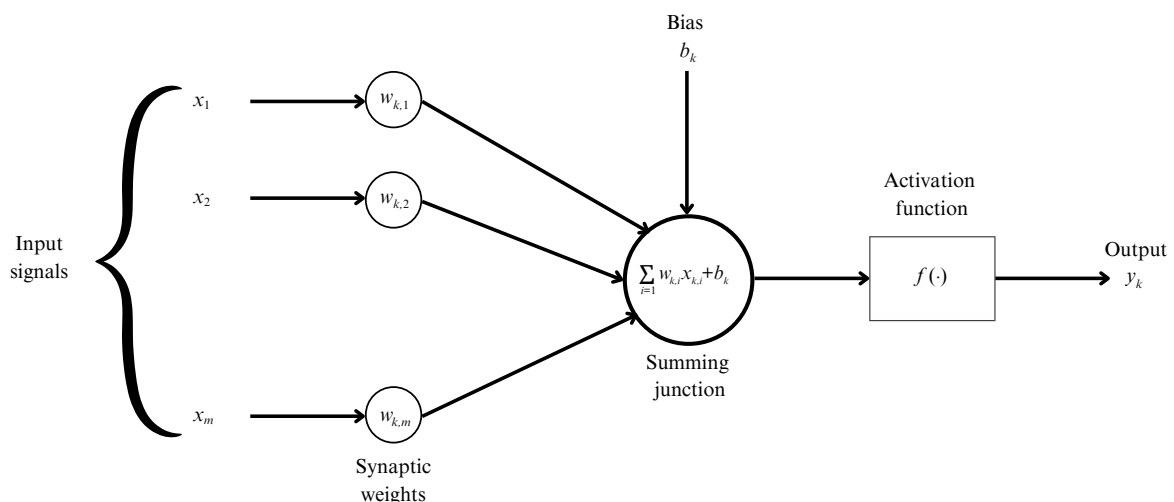 Bias
b_k
x_1
w_{k,1}
x_2
w_{k,2}
Activation
function
Input
signals
∑_{i=1} w_{k,i}x_{k,i}+b_k
f(·)
Output
y_k
Summing
junction
x_m
w_{k,m}
Synaptic
weights